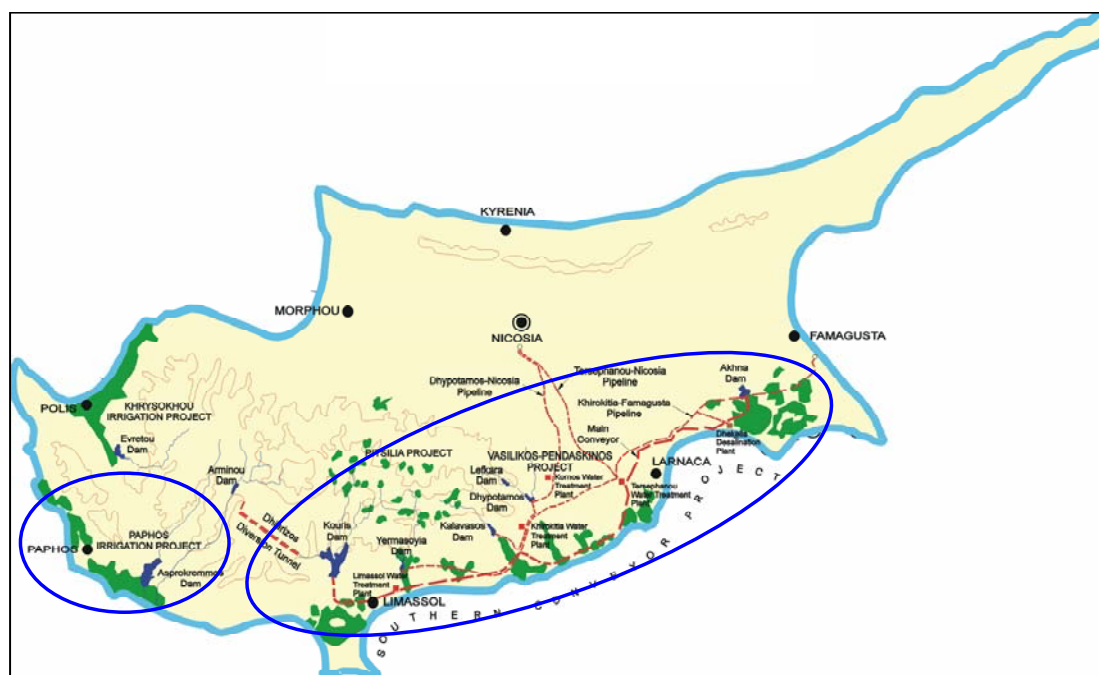 KYRENIA
MORPHOU
NICOSIA
FAMAGUSTA
Dhypotamos-Nicosia
Pipeline
Tersephanou-Nicosia
Pipeline
Akhna
Dam
Khirokitia-Famagusta
Pipeline
Main
Conveyor
POLIS
KHRYSOKHOU
IRRIGATION PROJECT
Evretou
Dam
Dhekelia
Desalination
Plant
PITSILIA PROJECT
VASILIKOS-PENDASKINOS
PROJECT
LARNACA
Arminou
Dam
Lefkara
Dam
Kornos Water
Treatment
Plant
Tersephanou
Water Treatment
Plant
Dhypotamos
Dam
Dhiarizos
Diversion Tunnel
PAPHOS
PAPHOS
IRRIGATION PROJECT
Asprokremmos
Dam
Kouris
Dam
Yermasoyia
Dam
Kalavasos
Dam
Khirokitia Water
Treatment
Plant
Limassol Water
Treatment
Plant
LIMASSOL
SOUTHERN CONVEYOR PROJECT